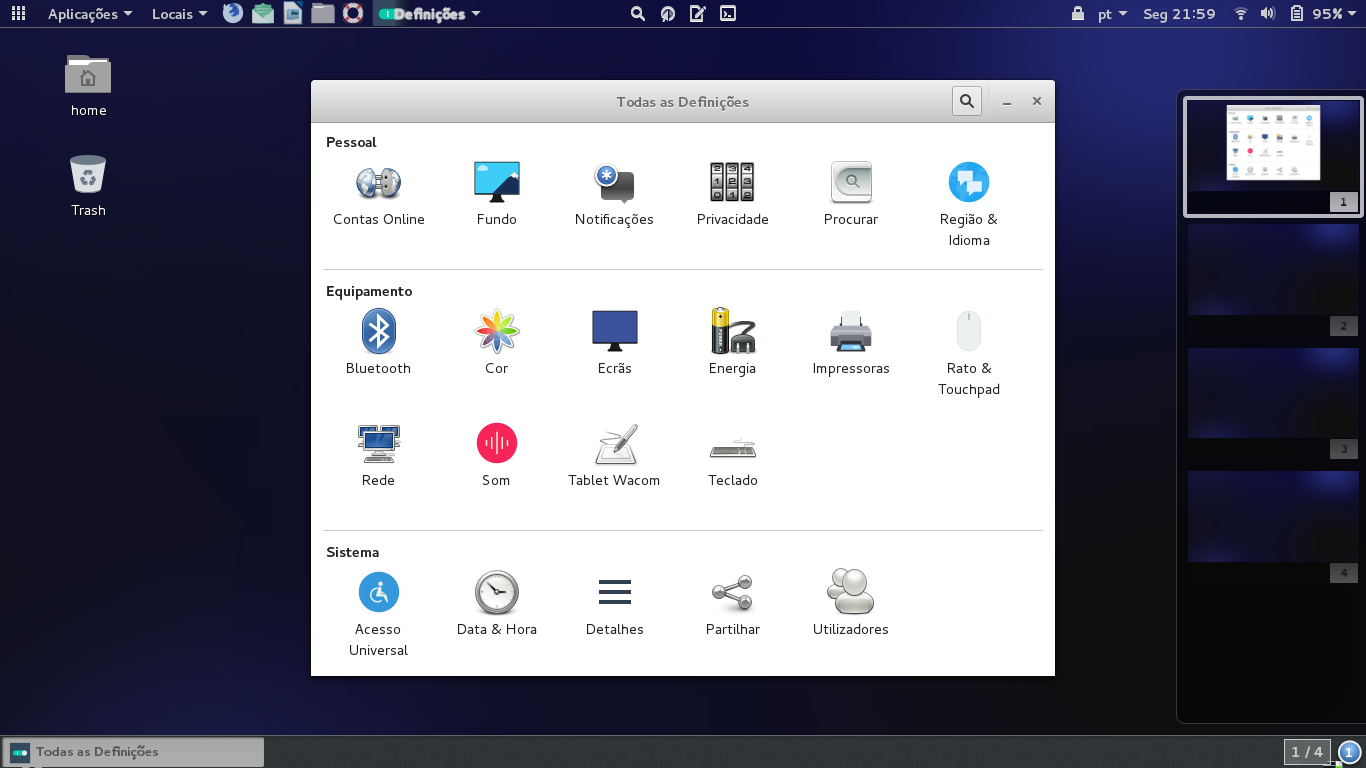 Aplicações
Locais
Definições
pt
Seg 21:59
95%
home
Trash
Todas as Definições
Pessoal
Contas Online
Fundo
Notificações
Privacidade
Procurar
Região &
Idioma
Equipamento
Bluetooth
Cor
Ecrãs
Energia
Impressoras
Rato &
Touchpad
Rede
Som
Tablet Wacom
Teclado
Sistema
Acesso
Universal
Data & Hora
Detalhes
Partilhar
Utilizadores
1
2
3
4
Todas as Definições
1 / 4
1